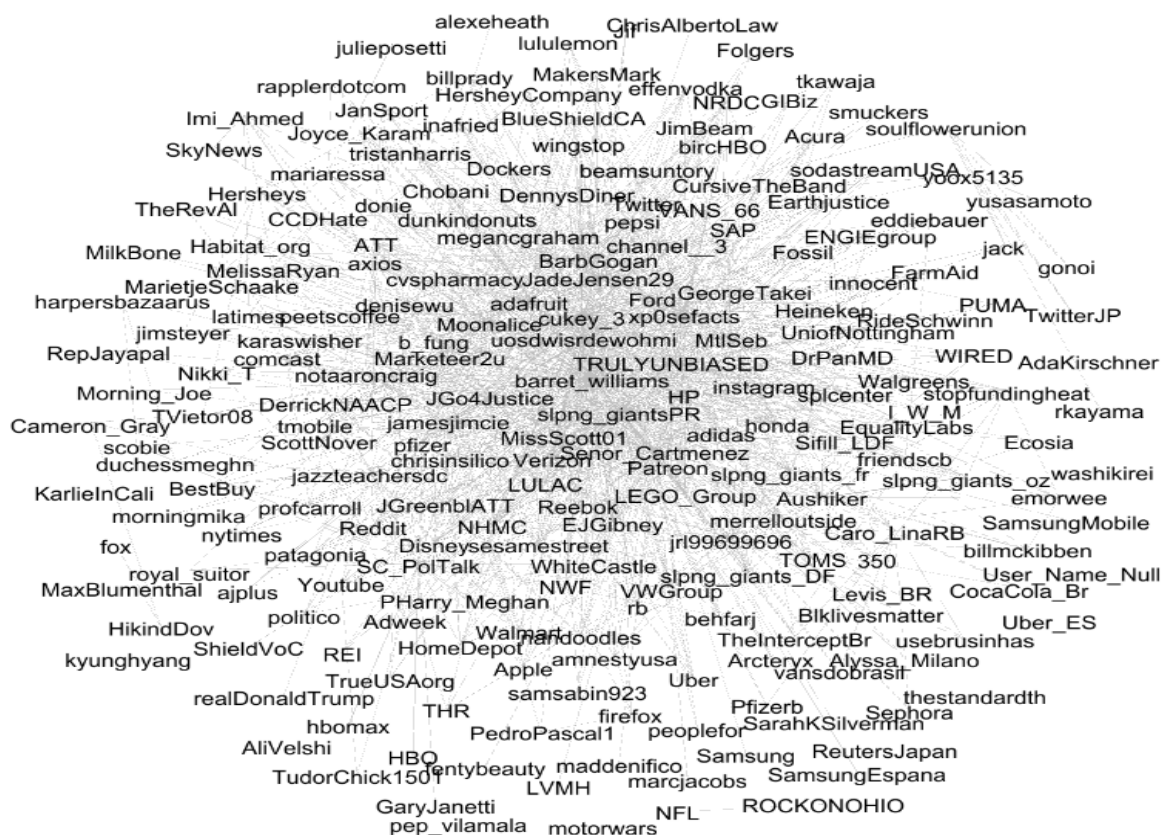 alexeheath
ChrisAlbertoLaw
Jif
julieposetti
lululemon
Folgers
billprady
MakersMark
tkawaja
rapplerdotcom
HersheyCompany
effenvodka
NRDC
GIBiz
smuckers
JanSport
Imi_Ahmed
inafried
BlueShieldCA
JimBeam
Acura
soulflowerunion
Joyce_Karam
wingstop
bircHBO
SkyNews
tristanharris
Dockers
beamsuntory
sodastreamUSA
mariaressa
yoox5135
Hersheys
Chobani
DennysDiner
CursiveTheBand
Earthjustice
yusasamoto
TheRevAl
donie
Twitter
VANS_66
CCDHate
dunkindonuts
pepsi
eddiebauer
SAP
ENGIEgroup
jack
MilkBone
Habitat_org
ATT
megancgraham
channel__3
Fossil
gonoi
axios
BarbGogan
MelissaRyan
cvspharmacy
JadeJensen29
innocent
FarmAid
MarietjeSchaake
harpersbazaarus
denisewu
adafruit
Ford
GeorgeTakei
PUMA
latimes
peetscoffee
Moonalice
cukey_3
xp0sefacts
Heineken
RideSchwinn
TwitterJP
jimsteyer
karaswisher
b_fung
uosdwisrdewohmi
MtlSeb
UniofNottingham
RepJayapal
comcast
Marketeer2u
TRULYUNBIASED
DrPanMD
WIRED
AdaKirschner
Nikki_T
notaaroncraig
barret_williams
instagram
Walgreens
stopfundingheat
Morning_Joe
DerrickNAACP
JGo4Justice
HP
splcenter
TVietor08
slpng_giantsPR
I_W_M
rkayama
Cameron_Gray
tmobile
jamesjimcie
honda
EqualityLabs
scobie
ScottNover
pfizer
MissScott01
adidas
Sifill_LDF
Ecosia
duchessmeghn
chrisinsilico
Verizon
Senor_Cartmenez
friendscb
jazzteachersdc
Patreon
slpng_giants_fr
washikirei
KarlieInCali
BestBuy
LULAC
slpng_giants_oz
profcarroll
JGreenblATT
Reebok
LEGO_Group
Aushiker
emorwee
morningmika
merrelloutside
SamsungMobile
nytimes
Reddit
NHMC
EJGibney
Caro_LinaRB
fox
Disney
sesamestreet
jrl99699696
billmckibben
patagonia
SC_PolTalk
WhiteCastle
TOMS
350
royal_suitor
slpng_giants_DF
User_Name_Null
MaxBlumenthal
ajplus
Youtube
NWF
VWGroup
Levis_BR
CocaCola_Br
politico
PHarry_Meghan
rb
Blklivesmatter
Uber_ES
HikindDov
Adweek
behfarj
Walmart
nandoodles
TheInterceptBr
usebrusinhas
ShieldVoC
REI
HomeDepot
kyunghyang
Apple
amnestyusa
Arcteryx
Alyssa_Milano
TrueUSAorg
Uber
vansdobrasil
realDonaldTrump
samsabin923
thestandardth
THR
Pfizerb
Sephora
hbomax
firefox
PedroPascal1
peoplefor
SarahKSilverman
AliVelshi
HBO
maddenifico
Samsung
ReutersJapan
TudorChick1501
fentybeauty
marcjacobs
SamsungEspana
LVMH
GaryJanetti
NFL
ROCKONOHIO
pep_vilamala
motorwars